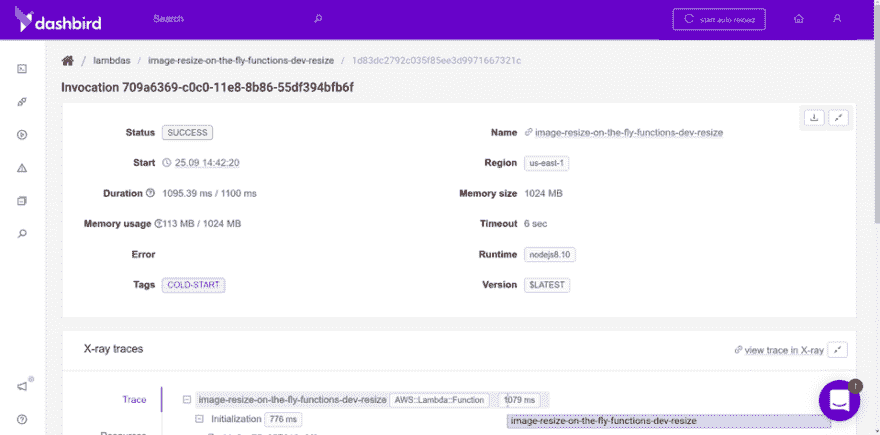 dashbird Search start auto reload
/ lambdas / image-resize-on-the-fly-functions-dev-resize / 1d83dc2792c035f85ee3d9971667321c
Invocation 709a6369-c0c0-11e8-8b86-55df394bfb6f
Status SUCCESS Name image-resize-on-the-fly-functions-dev-resize
Start 25.09 14:42:20 Region us-east-1
Duration 1095.39 ms / 1100 ms Memory size 1024 MB
Memory usage 113 MB / 1024 MB Timeout 6 sec
Error Runtime nodejs8.10
Tags COLD-START Version $LATEST
X-ray traces view trace in X-ray
Trace image-resize-on-the-fly-functions-dev-resize AWS::Lambda::Function 1079 ms
Initialization 776 ms image-resize-on-the-fly-functions-dev-resize